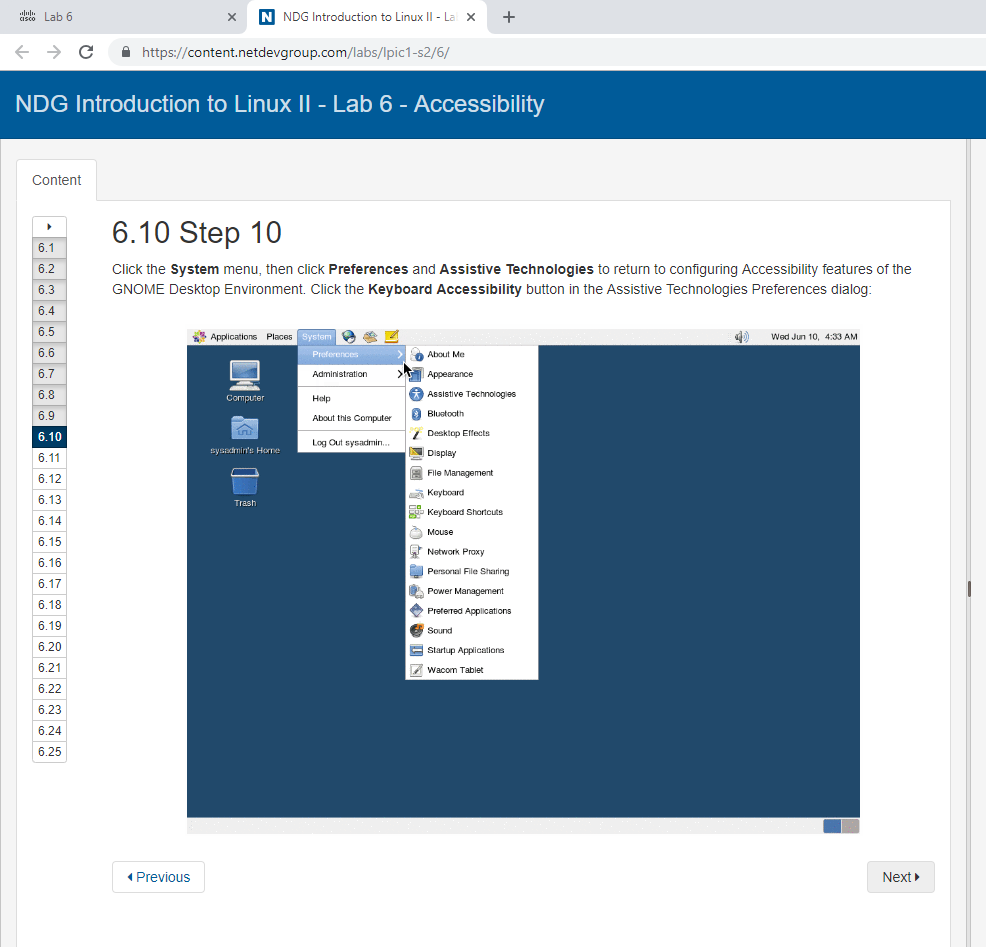 Lab 6
NDG Introduction to Linux II - La
https://content.netdevgroup.com/labs/lpic1-s2/6/
NDG Introduction to Linux II - Lab 6 - Accessibility
Content
6.1
6.2
6.3
6.4
6.5
6.6
6.7
6.8
6.9
6.10
6.11
6.12
6.13
6.14
6.15
6.16
6.17
6.18
6.19
6.20
6.21
6.22
6.23
6.24
6.25
6.10 Step 10
Click the System menu, then click Preferences and Assistive Technologies to return to configuring Accessibility features of the
GNOME Desktop Environment. Click the Keyboard Accessibility button in the Assistive Technologies Preferences dialog:
Applications Places System Wed Jun 10, 4:33 AM
Computer
sysadmin's Home
Trash
Preferences
Administration
Help
About this Computer
Log Out sysadmin...
About Me
Appearance
Assistive Technologies
Bluetooth
Desktop Effects
Display
File Management
Keyboard
Keyboard Shortcuts
Mouse
Network Proxy
Personal File Sharing
Power Management
Preferred Applications
Sound
Startup Applications
Wacom Tablet
Previous
Next